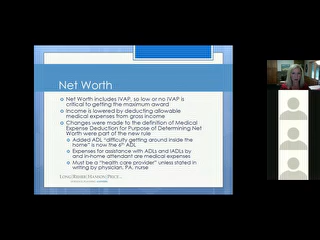 Net Worth
Net Worth includes IVAP, so low or no IVAP is
critical to getting the maximum award
Income is lowered by deducting allowable
medical expenses from gross income
Changes were made to the definition of Medical
Expense Deduction for Purpose of Determining Net
Worth were part of the new rule
Added ADL "difficulty getting around inside the
home" is now the 6th ADL
Expenses for assistance with ADLs and IADLs by
and in-home attendant are medical expenses
Must be a "health care provider" unless stated in
writing by physician, PA, nurse